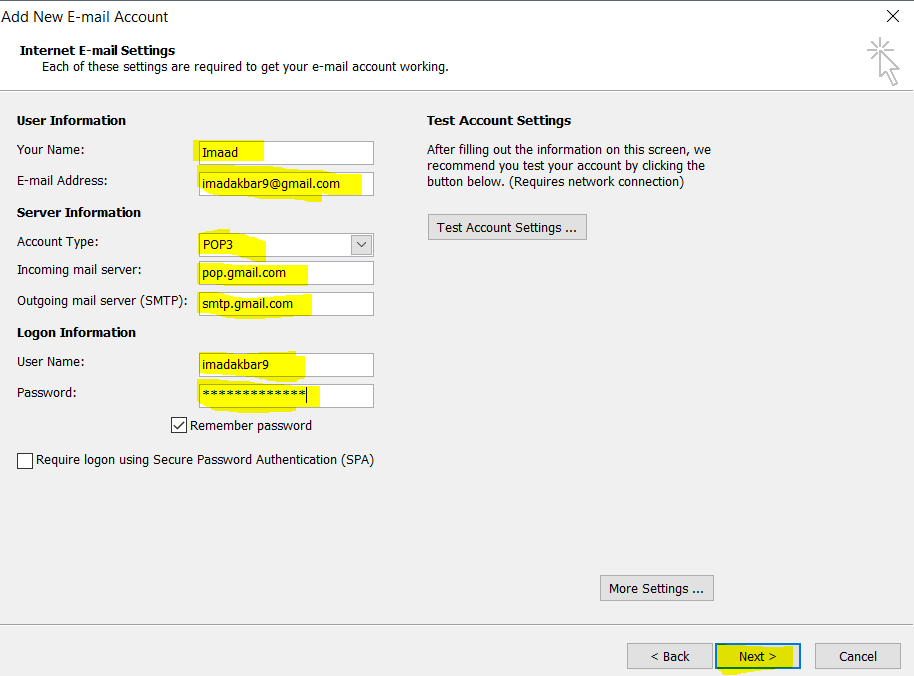 Add New E-mail Account
Internet E-mail Settings
Each of these settings are required to get your e-mail account working.
User Information
Your Name: Imaad
E-mail Address: imadakbar9@gmail.com
Server Information
Account Type: POP3
Incoming mail server: pop.gmail.com
Outgoing mail server (SMTP): smtp.gmail.com
Logon Information
User Name: imadakbar9
Password: *************
Remember password
Require logon using Secure Password Authentication (SPA)
Test Account Settings
After filling out the information on this screen, we
recommend you test your account by clicking the
button below. (Requires network connection)
Test Account Settings ...
More Settings ...
< Back Next > Cancel